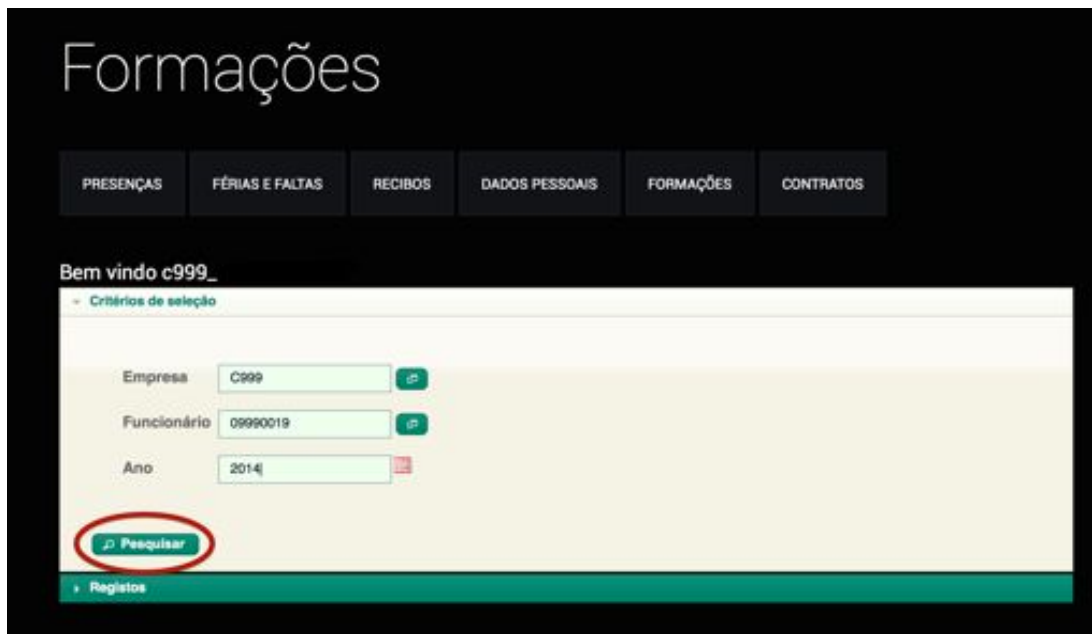 Formações
PRESENÇAS FÉRIAS E FALTAS RECIBOS DADOS PESSOAIS FORMAÇÕES CONTRATOS
Bem vindo c999_
Critérios de seleção
Empresa C999
Funcionário 09990019
Ano 2014
Pesquisar
Registos